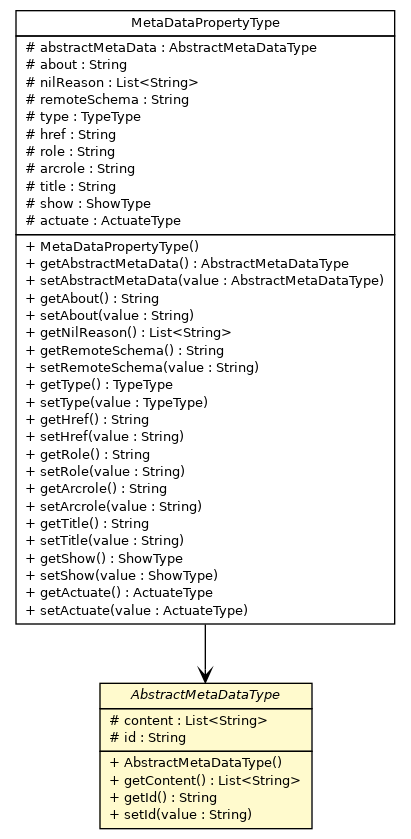 MetaDataPropertyType
# abstractMetaData : AbstractMetaDataType
# about : String
# nilReason : List<String>
# remoteSchema : String
# type : TypeType
# href : String
# role : String
# arcrole : String
# title : String
# show : ShowType
# actuate : ActuateType
+ MetaDataPropertyType()
+ getAbstractMetaData() : AbstractMetaDataType
+ setAbstractMetaData(value : AbstractMetaDataType)
+ getAbout() : String
+ setAbout(value : String)
+ getNilReason() : List<String>
+ getRemoteSchema() : String
+ setRemoteSchema(value : String)
+ getType() : TypeType
+ setType(value : TypeType)
+ getHref() : String
+ setHref(value : String)
+ getRole() : String
+ setRole(value : String)
+ getArcrole() : String
+ setArcrole(value : String)
+ getTitle() : String
+ setTitle(value : String)
+ getShow() : ShowType
+ setShow(value : ShowType)
+ getActuate() : ActuateType
+ setActuate(value : ActuateType)
AbstractMetaDataType
# content : List<String>
# id : String
+ AbstractMetaDataType()
+ getContent() : List<String>
+ getId() : String
+ setId(value : String)